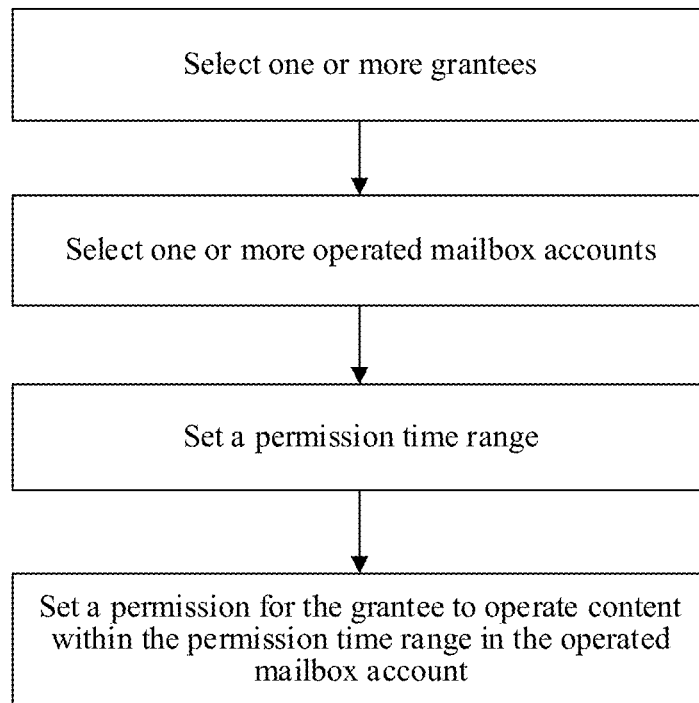 Select one or more grantees
Select one or more operated mailbox accounts
Set a permission time range
Set a permission for the grantee to operate content
within the permission time range in the operated
mailbox account